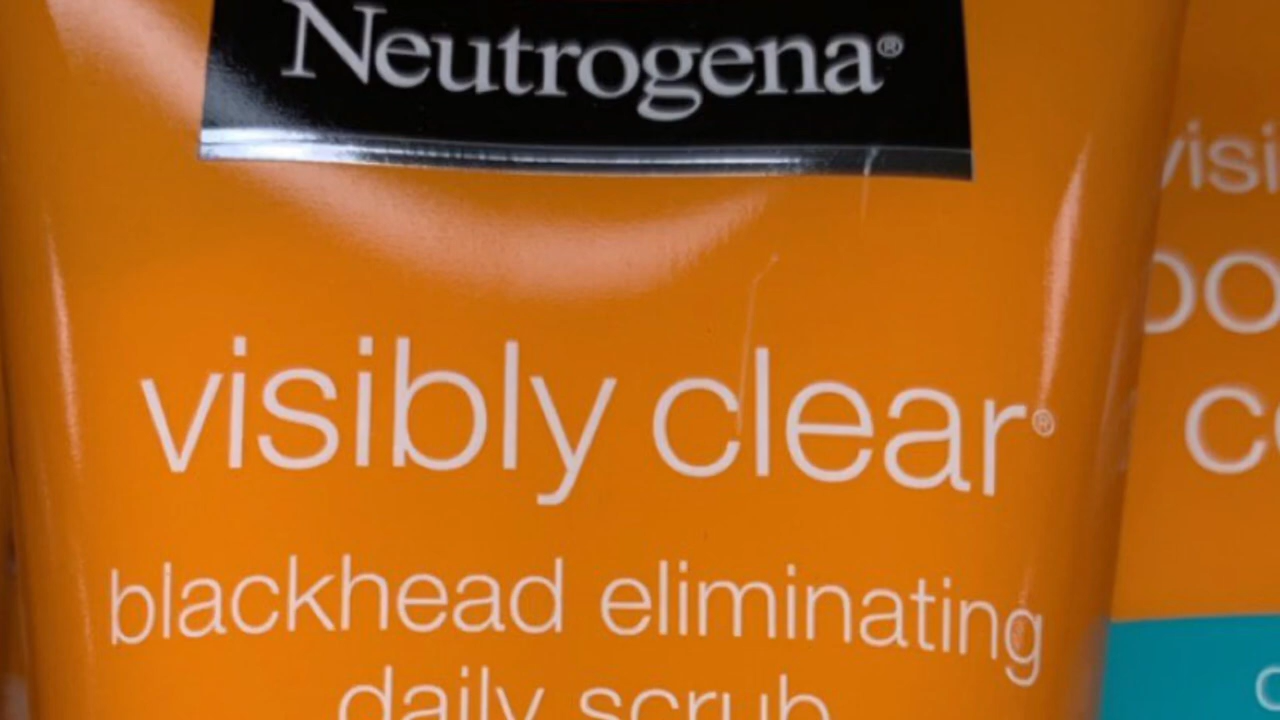 Neutrogena®
visibly clear®
blackhead eliminating
daily scrub